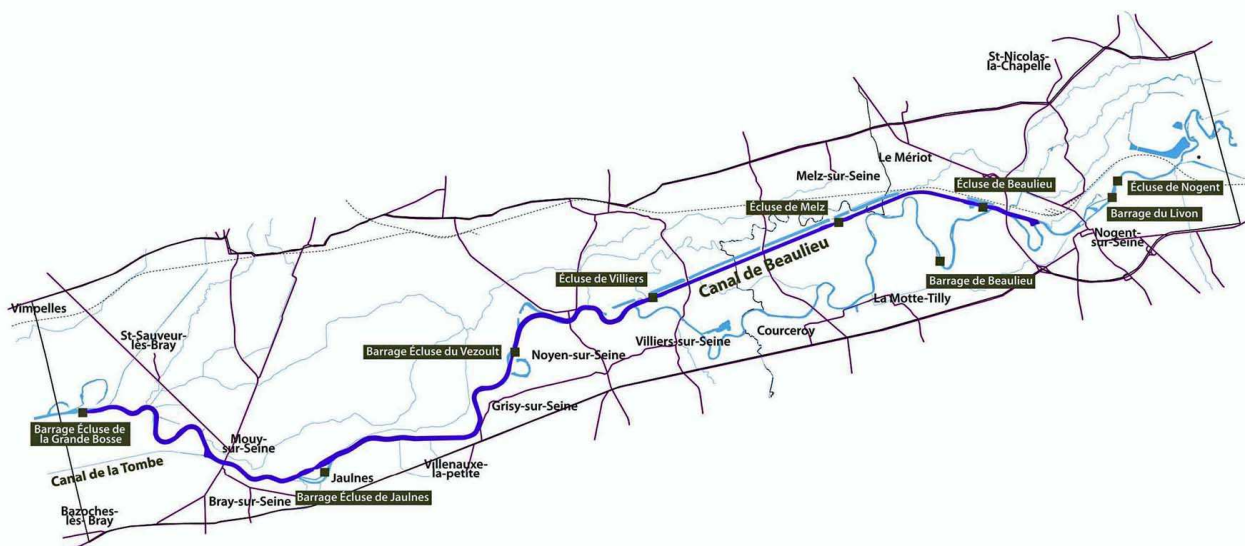 St-Nicolas-
la-Chapelle
Le Mériot
Melz-sur-Seine
Écluse de Beaulieu
Écluse de Nogent
Écluse de Melz
Barrage du Livon
Nogent-
sur-Seine
Canal de Beaulieu
Écluse de Villiers
Barrage de Beaulieu
La Motte-Tilly
Vimpelles
Courceroy
St-Sauveur-
lès-Bray
Villiers-sur-Seine
Barrage Écluse du Vezoult
Noyen-sur-Seine
Grisy-sur-Seine
Barrage Écluse de
la Grande Bosse
Mouy-
sur-Seine
Canal de la Tombe
Villenauxe-
la-petite
Jaulnes
Barrage Écluse de Jaulnes
Bray-sur-Seine
Bazoches-
lès- Bray